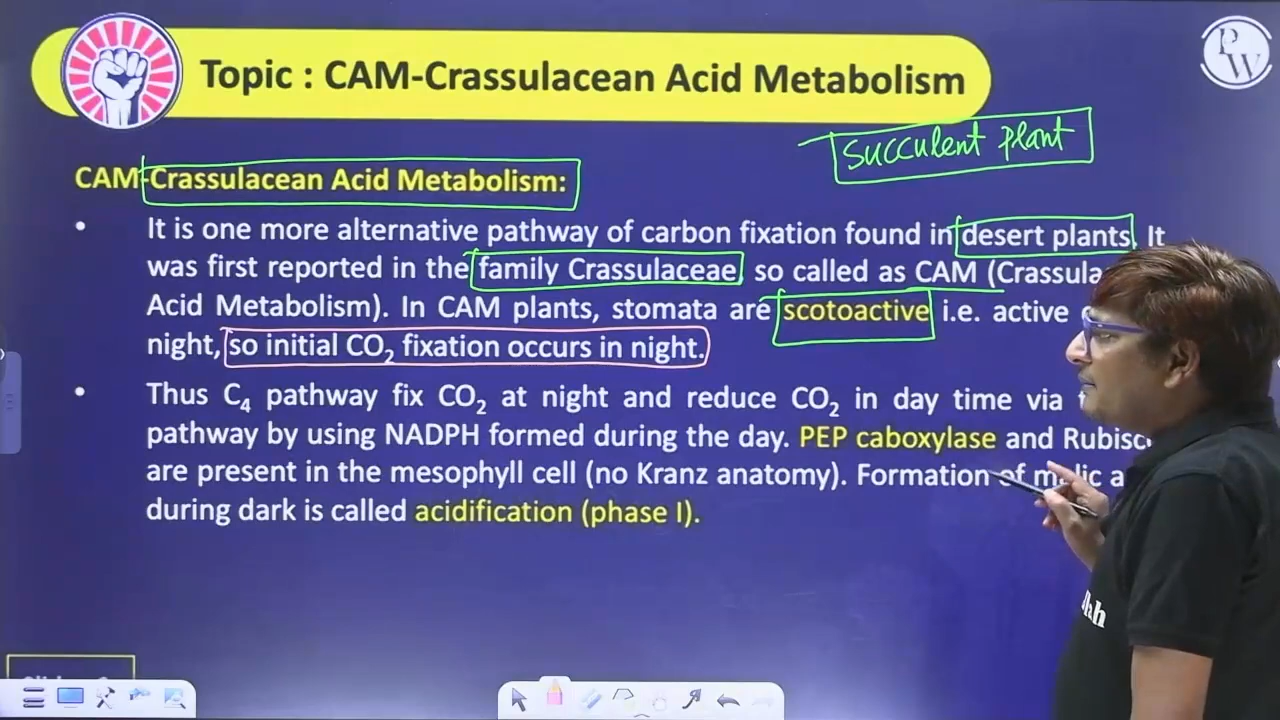 Topic : CAM-Crassulacean Acid Metabolism
PW
succulent plant
CAM-Crassulacean Acid Metabolism:
• It is one more alternative pathway of carbon fixation found in desert plants. It
was first reported in the family Crassulaceae, so called as CAM (Crassula
Acid Metabolism). In CAM plants, stomata are scotoactive i.e. active
night, so initial CO₂ fixation occurs in night.
• Thus C₄ pathway fix CO₂ at night and reduce CO₂ in day time via
pathway by using NADPH formed during the day. PEP caboxylase and Rubisc
are present in the mesophyll cell (no Kranz anatomy). Formation of
during dark is called acidification (phase I).